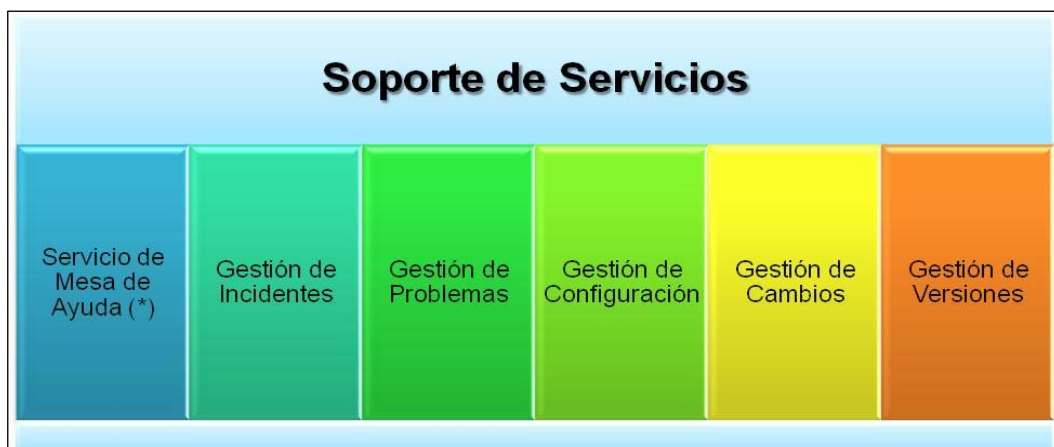 Soporte de Servicios
Servicio de
Mesa de
Ayuda (*)
Gestión de
Incidentes
Gestión de
Problemas
Gestión de
Configuración
Gestión de
Cambios
Gestión de
Versiones